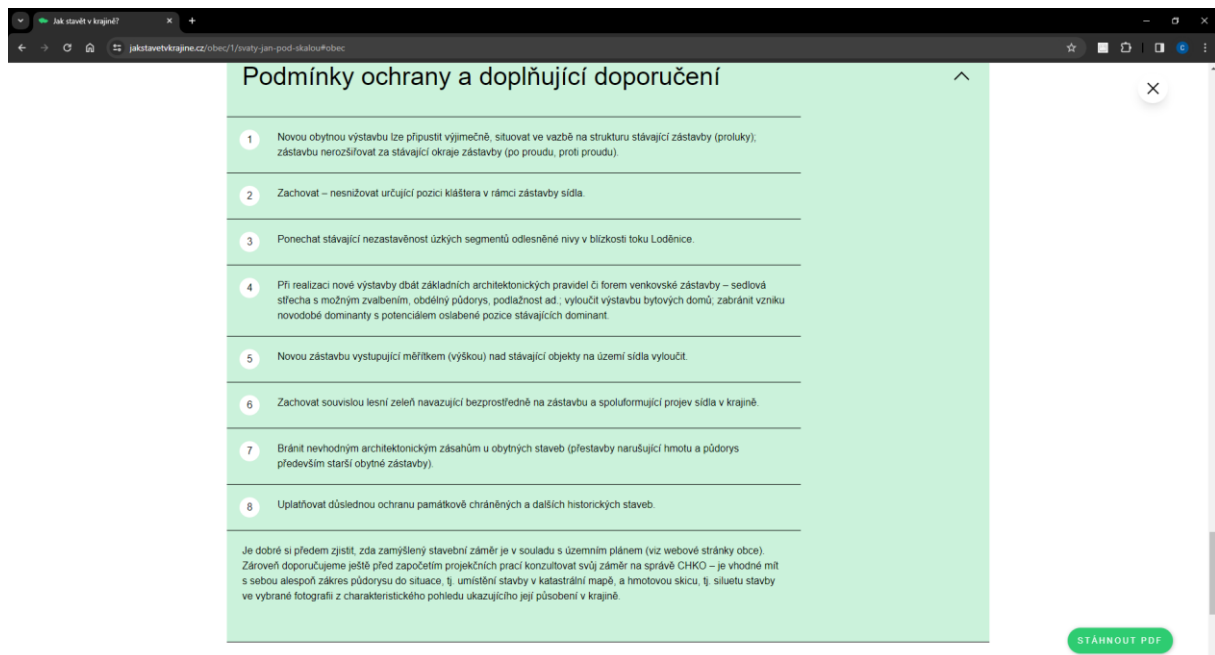 Jak stavět v krajině?
jakstavetvkrajine.cz/obec/1/svaty-jan-pod-skalou#obec
Podmínky ochrany a doplňující doporučení
1 Novou obytnou výstavbu lze připustit výjimečně, situovat ve vazbě na strukturu stávající zástavby (proluky);
zástavbu nerozšiřovat za stávající okraje zástavby (po proudu, proti proudu).
2 Zachovat – nesnižovat určující pozici kláštera v rámci zástavby sídla.
3 Ponechat stávající nezastavěnost úzkých segmentů odlesněné nivy v blízkosti toku Loděnice.
4 Při realizaci nové výstavby dbát základních architektonických pravidel či forem venkovské zástavby – sedlová
střecha s možným zvalbením, obdélný půdorys, podlažnost ad.; vyloučit výstavbu bytových domů; zabránit vzniku
novodobé dominanty s potenciálem oslabené pozice stávajících dominant.
5 Novou zástavbu vystupující měřítkem (výškou) nad stávající objekty na území sídla vyloučit.
6 Zachovat souvislou lesní zeleň navazující bezprostředně na zástavbu a spoluformující projev sídla v krajině.
7 Bránit nevhodným architektonickým zásahům u obytných staveb (přestavby narušující hmotu a půdorys
především starší obytné zástavby).
8 Uplatňovat důslednou ochranu památkově chráněných a dalších historických staveb.
Je dobré si předem zjistit, zda zamýšlený stavební záměr je v souladu s územním plánem (viz webové stránky obce).
Zároveň doporučujeme ještě před započetím projekčních prací konzultovat svůj záměr na správě CHKO – je vhodné mít
s sebou alespoň zákres půdorysu do situace, tj. umístění stavby v katastrální mapě, a hmotovou skicu, tj. siluetu stavby
ve vybrané fotografii z charakteristického pohledu ukazujícího její působení v krajině.
STÁHNOUT PDF